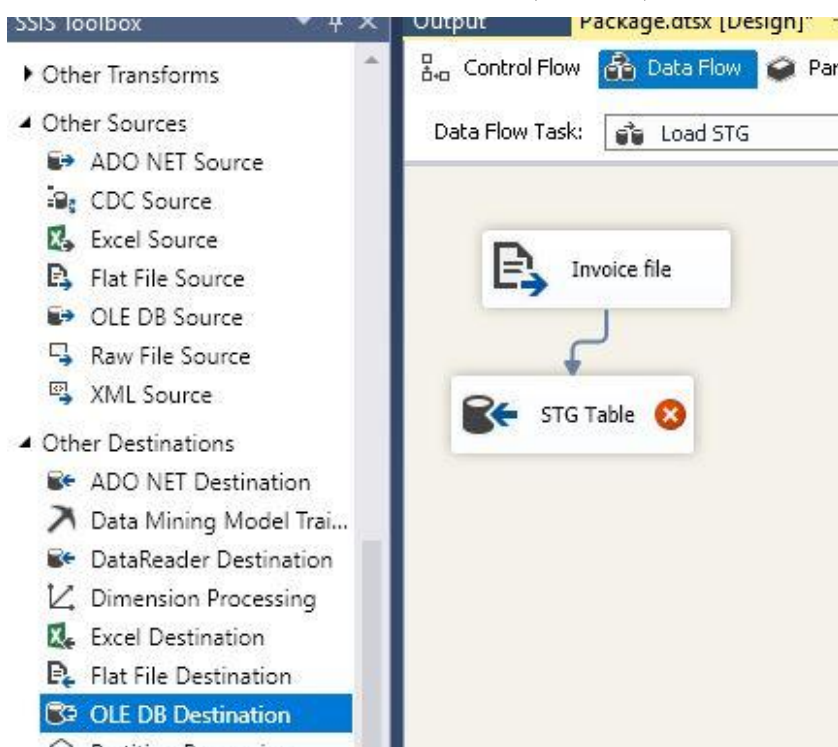 SSIS Toolbox
Other Transforms
Other Sources
ADO NET Source
CDC Source
Excel Source
Flat File Source
OLE DB Source
Raw File Source
XML Source
Other Destinations
ADO NET Destination
Data Mining Model Trai...
DataReader Destination
Dimension Processing
Excel Destination
Flat File Destination
OLE DB Destination
Output Package.dtsx [Design]*
Control Flow Data Flow Par
Data Flow Task: Load STG
Invoice file
STG Table